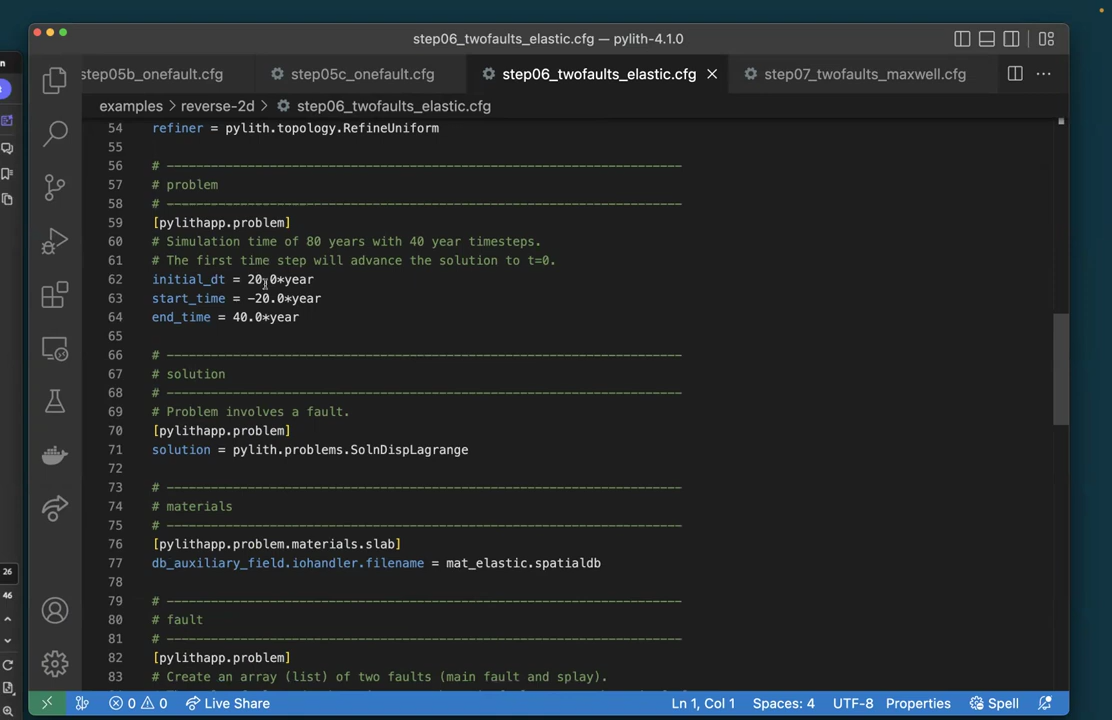 step06_twofaults_elastic.cfg — pylith-4.1.0
step05b_onefault.cfg
step05c_onefault.cfg
step06_twofaults_elastic.cfg
step07_twofaults_maxwell.cfg
examples > reverse-2d > step06_twofaults_elastic.cfg
54 refiner = pylith.topology.RefineUniform
55
56 # ----------------------------------------------------------------------
57 # problem
58 # ----------------------------------------------------------------------
59 [pylithapp.problem]
60 # Simulation time of 80 years with 40 year timesteps.
61 # The first time step will advance the solution to t=0.
62 initial_dt = 20.0*year
63 start_time = -20.0*year
64 end_time = 40.0*year
65
66 # ----------------------------------------------------------------------
67 # solution
68 # ----------------------------------------------------------------------
69 # Problem involves a fault.
70 [pylithapp.problem]
71 solution = pylith.problems.SolnDispLagrange
72
73 # ----------------------------------------------------------------------
74 # materials
75 # ----------------------------------------------------------------------
76 [pylithapp.problem.materials.slab]
77 db_auxiliary_field.iohandler.filename = mat_elastic.spatialdb
78
79 # ----------------------------------------------------------------------
80 # fault
81 # ----------------------------------------------------------------------
82 [pylithapp.problem]
83 # Create an array (list) of two faults (main fault and splay).
26
46
0 0 Live Share Ln 1, Col 1 Spaces: 4 UTF-8 Properties Spell